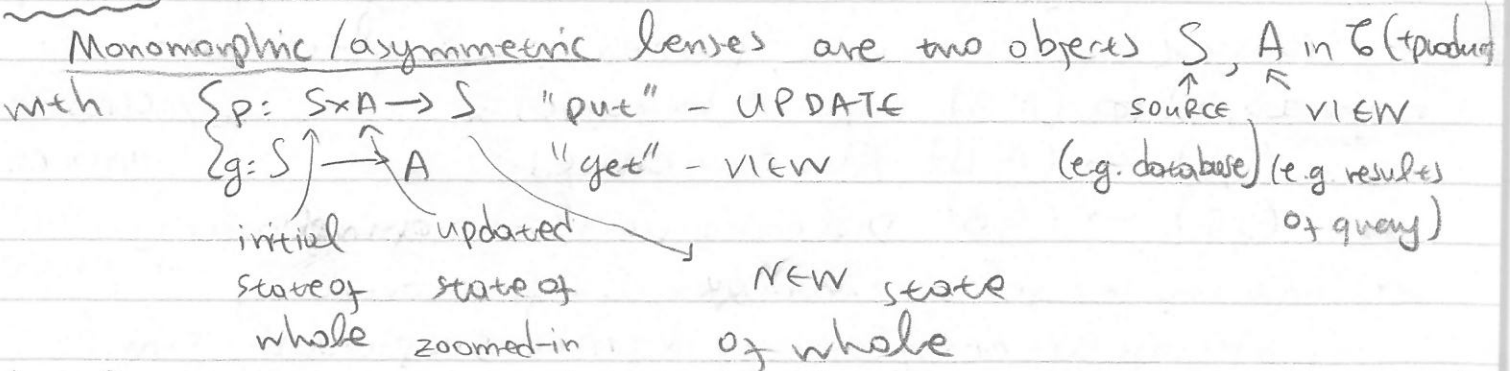 Monomorphic/asymmetric lenses are two objects S, A in C (+product)
with { p: S×A → S "put" - UPDATE SOURCE VIEW
{ g: S → A "get" - VIEW (e.g. database) (e.g results
initial updated of query)
state of state of NEW state
whole zoomed-in of whole